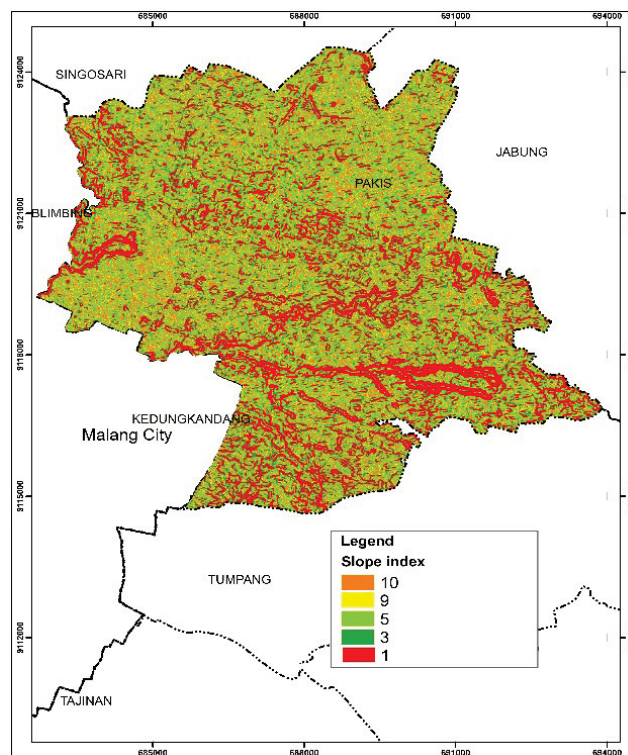 685000 688000 691000 694000
9124000
SINGOSARI
JABUNG
PAKIS
BLIMBING
9121000
9118000
KEDUNGKANDANG
Malang City
9115000
Legend
Slope index
10
9
5
3
1
TUMPANG
9112000
TAJINAN
685000 688000 691000 694000